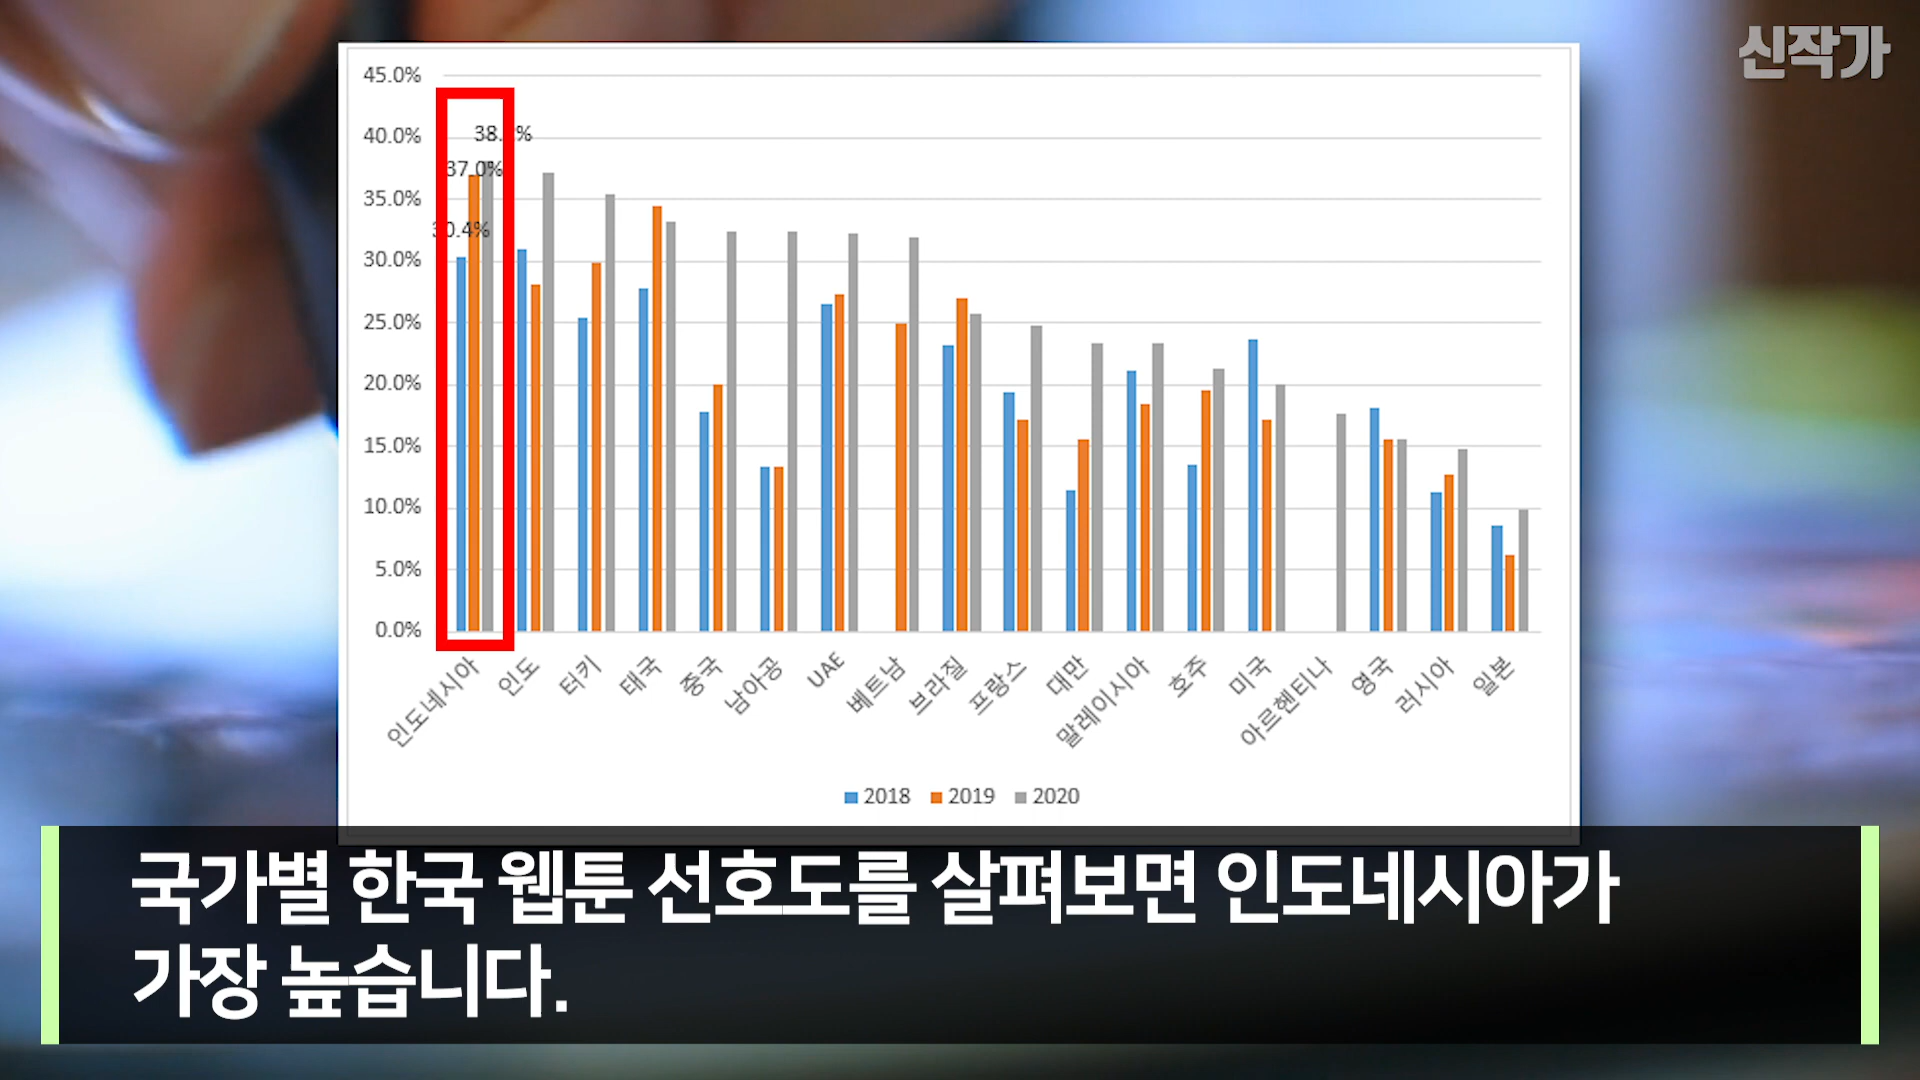 신작가
45.0%
40.0%
35.0%
30.0%
25.0%
20.0%
15.0%
10.0%
5.0%
0.0%
37.0%
인도네시아
인도
터키
태국
중국
남아공
UAE
베트남
브라질
프랑스
대만
말레이시아
호주
미국
아르헨티나
영국
러시아
일본
2018 2019 2020
국가별 한국 웹툰 선호도를 살펴보면 인도네시아가
가장 높습니다.